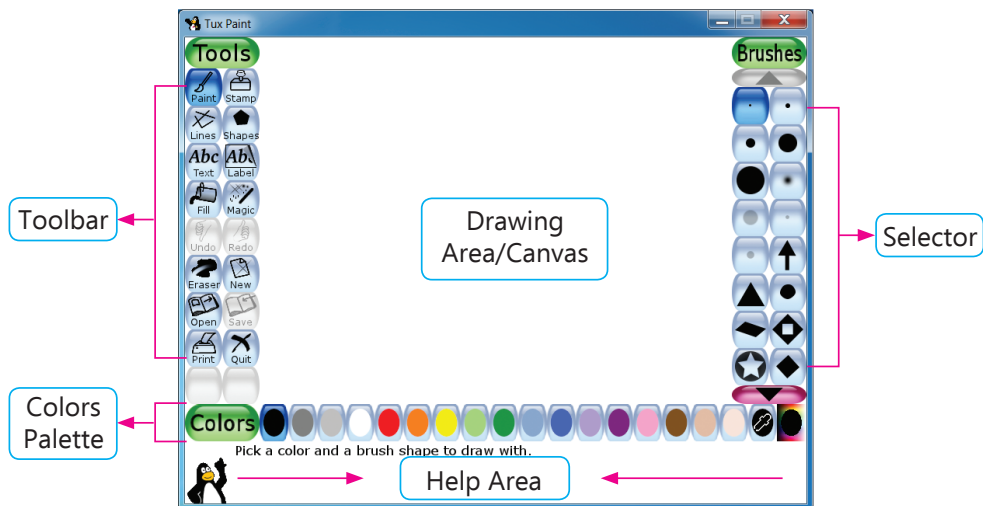 Tux Paint
Tools
Brushes
Paint Stamp
Lines Shapes
Abc Abc
Text Label
Fill Magic
Undo Redo
Eraser New
Open Save
Print Quit
Toolbar
Drawing
Area/Canvas
Selector
Colors
Palette
Colors
Pick a color and a brush shape to draw with.
Help Area